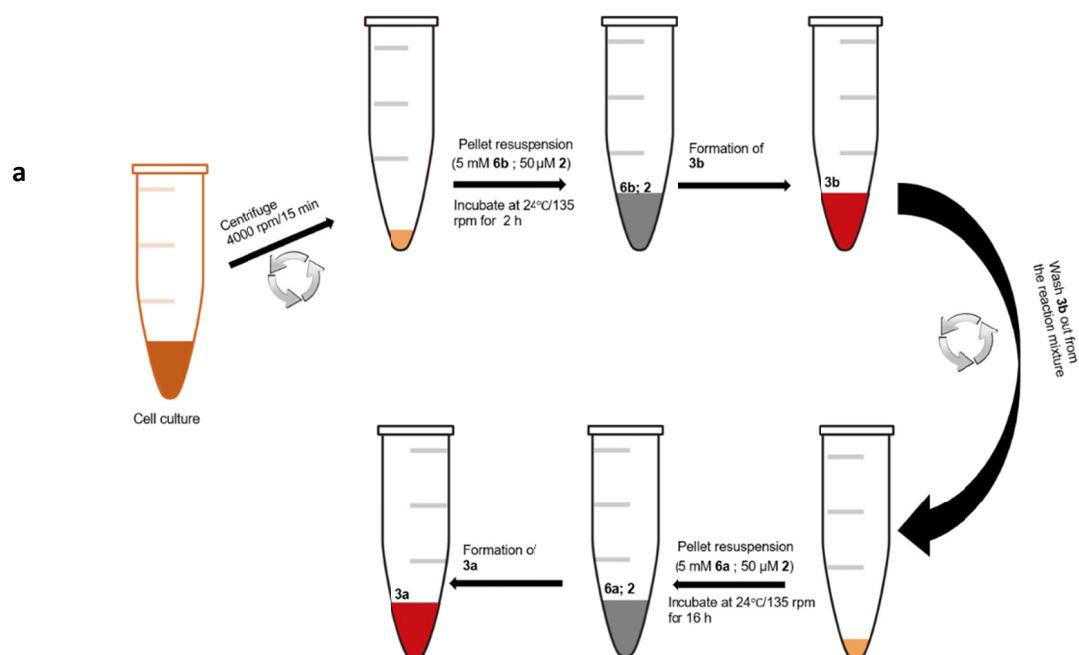 a
Cell culture
Centrifuge
4000 rpm/15 min
Pellet resuspension
(5 mM 6b ; 50 µM 2)
Incubate at 24℃/135
rpm for 2 h
6b; 2
Formation of
3b
3b
Wash 3b out from
the reaction mixture
Pellet resuspension
(5 mM 6a ; 50 µM 2)
Incubate at 24℃/135 rpm
for 16 h
6a; 2
Formation of
3a
3a